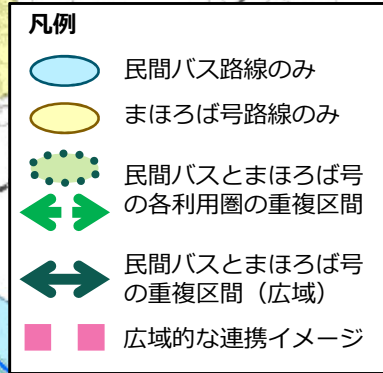 凡例
民間バス路線のみ
まほろば号路線のみ
民間バスとまほろば号
の各利用圏の重複区間
民間バスとまほろば号
の重複区間（広域）
広域的な連携イメージ